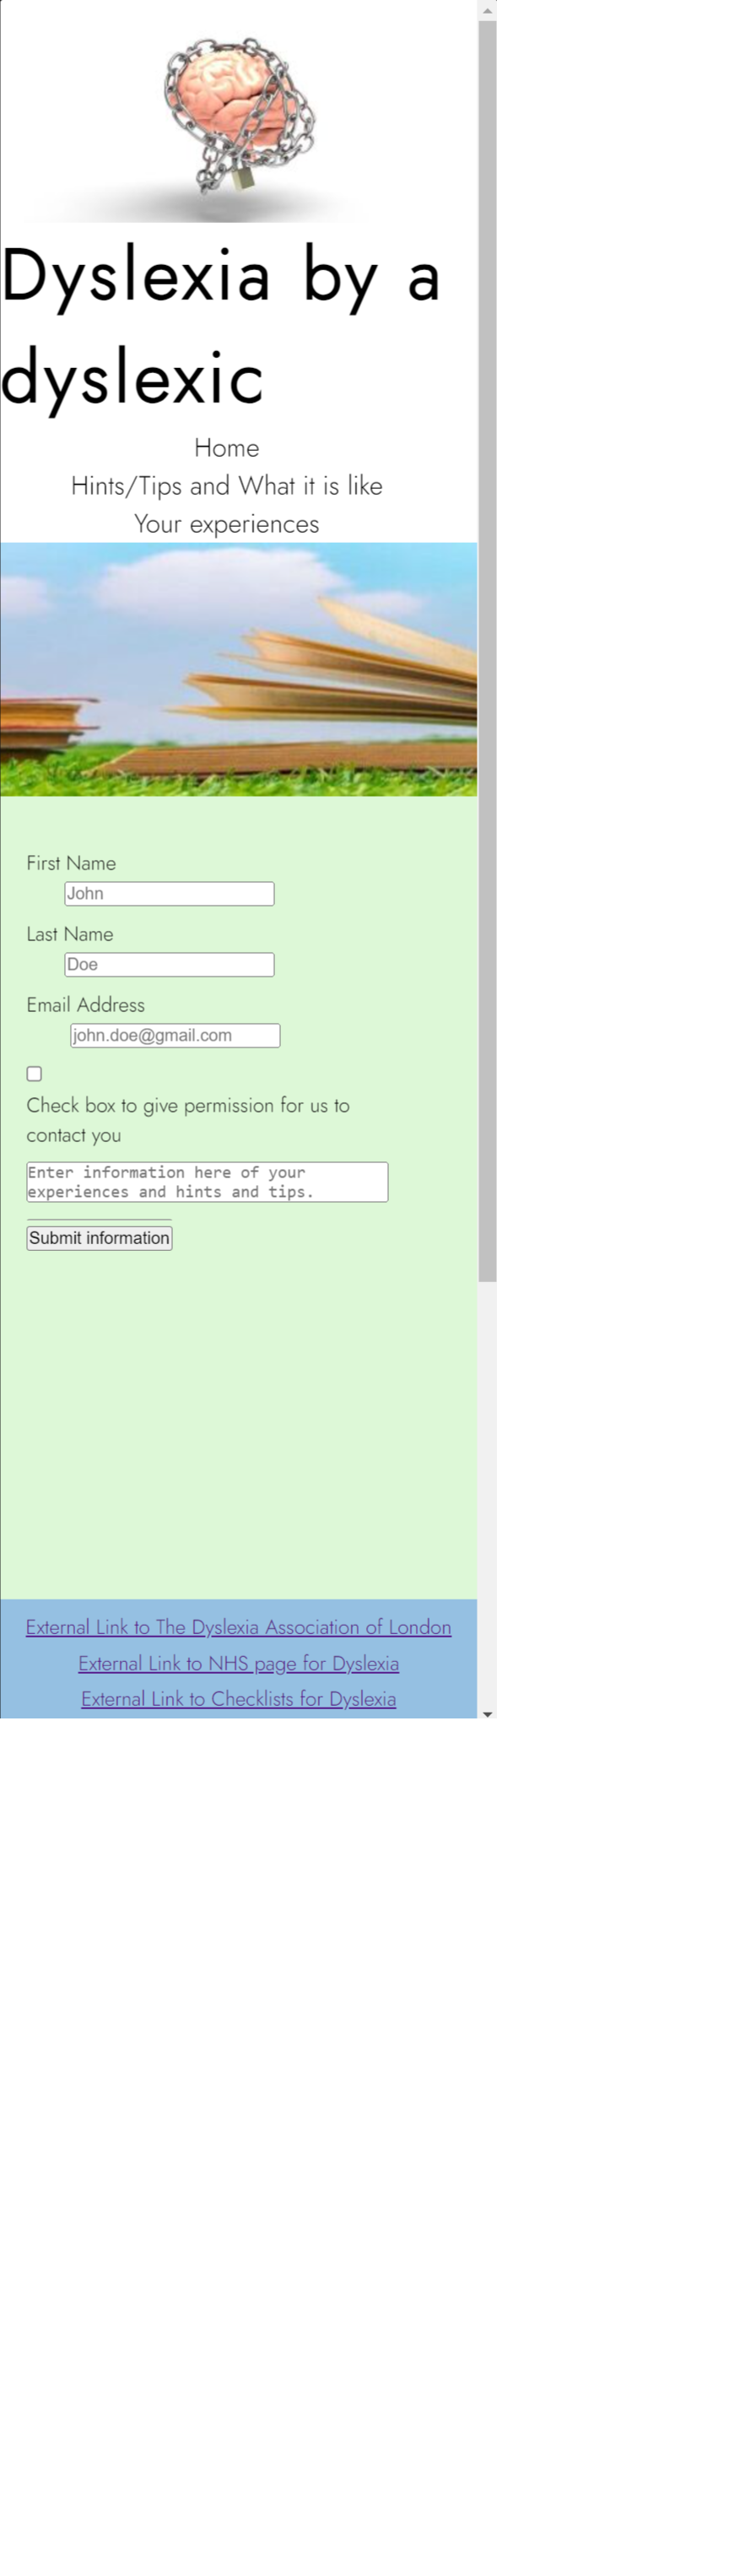 Dyslexia by a
dyslexic
Home
Hints/Tips and What it is like
Your experiences
First Name
John
Last Name
Doe
Email Address
john.doe@gmail.com
Check box to give permission for us to
contact you
Enter information here of your
experiences and hints and tips.
Submit information
External Link to The Dyslexia Association of London
External Link to NHS page for Dyslexia
External Link to Checklists for Dyslexia